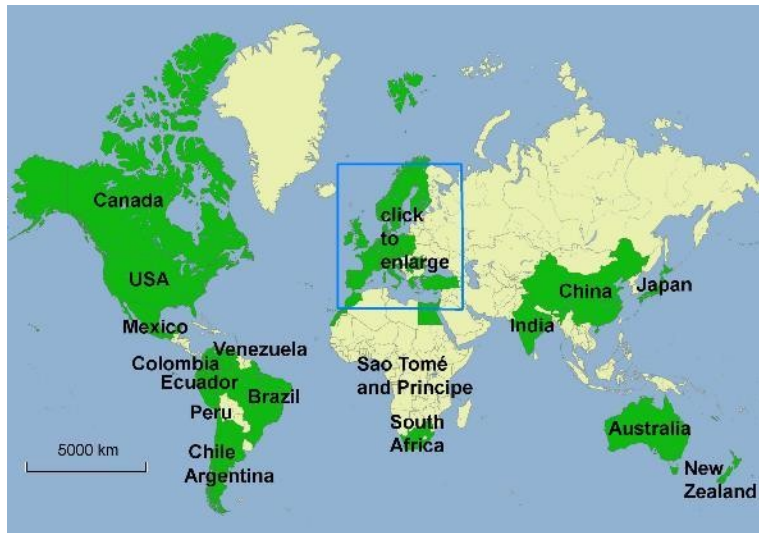 Canada
USA
Mexico
Colombia
Venezuela
Ecuador
Brazil
Peru
Chile
Argentina
5000 km
click
to
enlarge
Sao Tomé
and Principe
South
Africa
China
Japan
India
Australia
New
Zealand